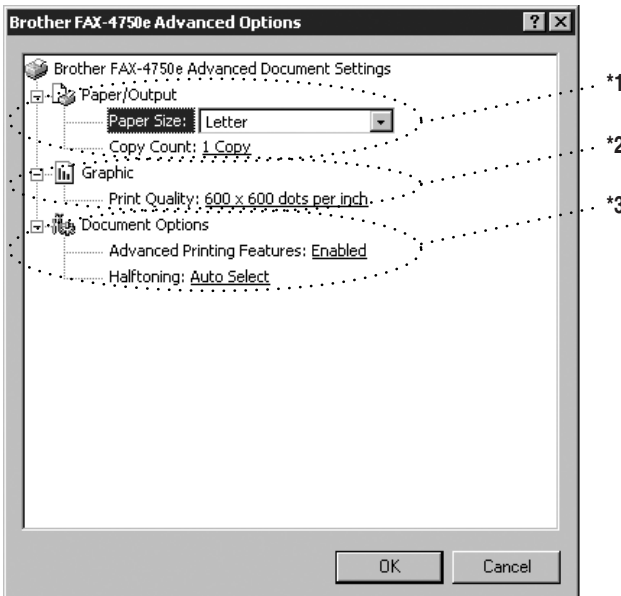 Brother FAX-4750e Advanced Options
Brother FAX-4750e Advanced Document Settings
Paper/Output
Paper Size: Letter
Copy Count: 1 Copy
Graphic
Print Quality: 600 x 600 dots per inch
Document Options
Advanced Printing Features: Enabled
Halftoning: Auto Select
OK Cancel
*1
*2
*3